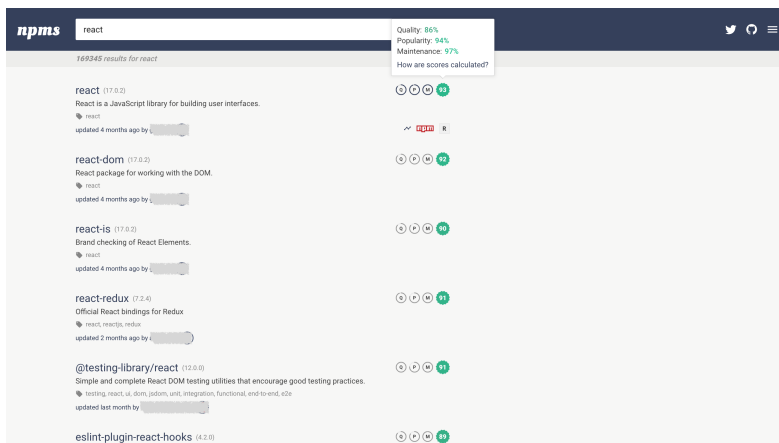 npms
react
Quality: 86%
Popularity: 94%
Maintenance: 97%
How are scores calculated?
169345 results for react
react (17.0.2)
Q P M 93
React is a JavaScript library for building user interfaces.
react
updated 4 months ago by
npm R
react-dom (17.0.2)
Q P M 92
React package for working with the DOM.
react
updated 4 months ago by
react-is (17.0.2)
Q P M 90
Brand checking of React Elements.
react
updated 4 months ago by
react-redux (7.2.4)
Q P M 91
Official React bindings for Redux
react, reactjs, redux
updated 2 months ago by
@testing-library/react (12.0.0)
Q P M 91
Simple and complete React DOM testing utilities that encourage good testing practices.
testing, react, ui, dom, jsdom, unit, integration, functional, end-to-end, e2e
updated last month by
eslint-plugin-react-hooks (4.2.0)
Q P M 89